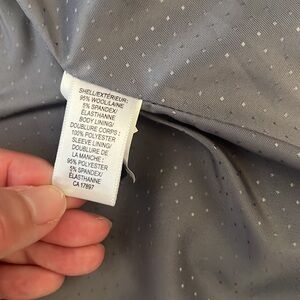 SHELL/EXTÉRIEUR:
95% WOOL/LAINE
5% SPANDEX/
ÉLASTHANNE
BODY LINING/
DOUBLURE CORPS :
100% POLYESTER
SLEEVE LINING/
DOUBLURE DE
LA MANCHE :
95% POLYESTER
5% SPANDEX/
ÉLASTHANNE
CA 17897